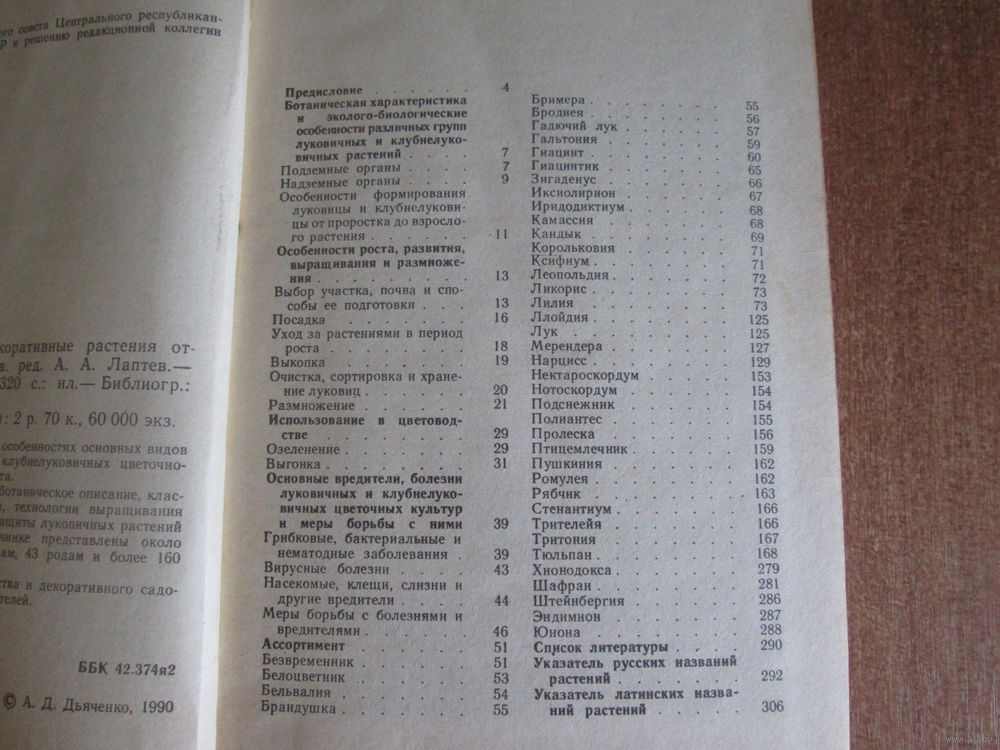 ого совета Центрального республикан-
р и решению редакционной коллегии
коративные растения от-
в. ред. А. А. Лаптев.—
320 с.: ил.— Библиогр.:
): 2 р. 70 к., 60 000 экз.
особенностях основных видов
клубнелуковичных цветочно-
та.
ботаническое описание, клас-
и, технологии выращивания
ащиты луковичных растений
чнике представлены около
ам, 43 родам и более 160
ства и декоративного садо-
телей.
ББК 42.374я2
© А. Д. Дьяченко, 1990
Предисловие . . . . . . 4
Ботаническая характеристика
и эколого-биологические
особенности различных групп
луковичных и клубнелуко-
вичных растений . . . . 7
Подземные органы . . . . 7
Надземные органы . . . . 9
Особенности формирования
луковицы и клубнелукови-
цы от проростка до взросло-
го растения . . . . . . 11
Особенности роста, развития,
выращивания и размноже-
ния . . . . . . . . . 13
Выбор участка, почва и спо-
собы ее подготовки . . . . 13
Посадка . . . . . . . 16
Уход за растениями в период
роста . . . . . . . . 18
Выкопка . . . . . . . 19
Очистка, сортировка и хране-
ние луковиц . . . . . . 20
Размножение . . . . . . 21
Использование в цветовод-
стве . . . . . . . . . 29
Озеленение . . . . . . . 29
Выгонка . . . . . . . . 31
Основные вредители, болезни
луковичных и клубнелуко-
вичных цветочных культур
и меры борьбы с ними 39
Грибковые, бактериальные и
нематодные заболевания . 39
Вирусные болезни . . . . 43
Насекомые, клещи, слизни и
другие вредители . . . . 44
Меры борьбы с болезнями и
вредителями . . . . . . 46
Ассортимент . . . . . . 51
Безвременник . . . . . . 51
Белоцветник . . . . . . 53
Бельвалия . . . . . . . 54
Брандушка . . . . . . . 55
Бримера . . . . . . . 55
Бродиея . . . . . . . 56
Гадючий лук . . . . . . 57
Гальтония . . . . . . . 59
Гиацинт . . . . . . . 60
Гиацинтик . . . . . . . 65
Зигаденус . . . . . . . 66
Иксиолирион . . . . . . 67
Иридодиктиум . . . . . . 68
Камассия . . . . . . . 68
Кандык . . . . . . . 69
Корольковия . . . . . . 71
Ксифиум . . . . . . . 71
Леопольдия . . . . . . . 72
Ликорис . . . . . . . 73
Лилия . . . . . . . . 73
Ллойдия . . . . . . . 125
Лук . . . . . . . . 125
Мерендера . . . . . . . 127
Нарцисс . . . . . . . 129
Нектароскордум . . . . . 153
Нотоскордум . . . . . . 154
Подснежник . . . . . . 154
Полиантес . . . . . . . 155
Пролеска . . . . . . . 156
Птицемлечник . . . . . . 159
Пушкиния . . . . . . . 162
Ромулея . . . . . . . 162
Рябчик . . . . . . . 163
Стенантиум . . . . . . 166
Трителейя . . . . . . . 166
Тритония . . . . . . . 167
Тюльпан . . . . . . . 168
Хионодокса . . . . . . 279
Шафран . . . . . . . 281
Штейнбергия . . . . . . 286
Эндимион . . . . . . . 287
Юнона . . . . . . . . 288
Список литературы . . . . 290
Указатель русских названий
растений . . . . . . . 292
Указатель латинских назва-
ний растений . . . . . 306